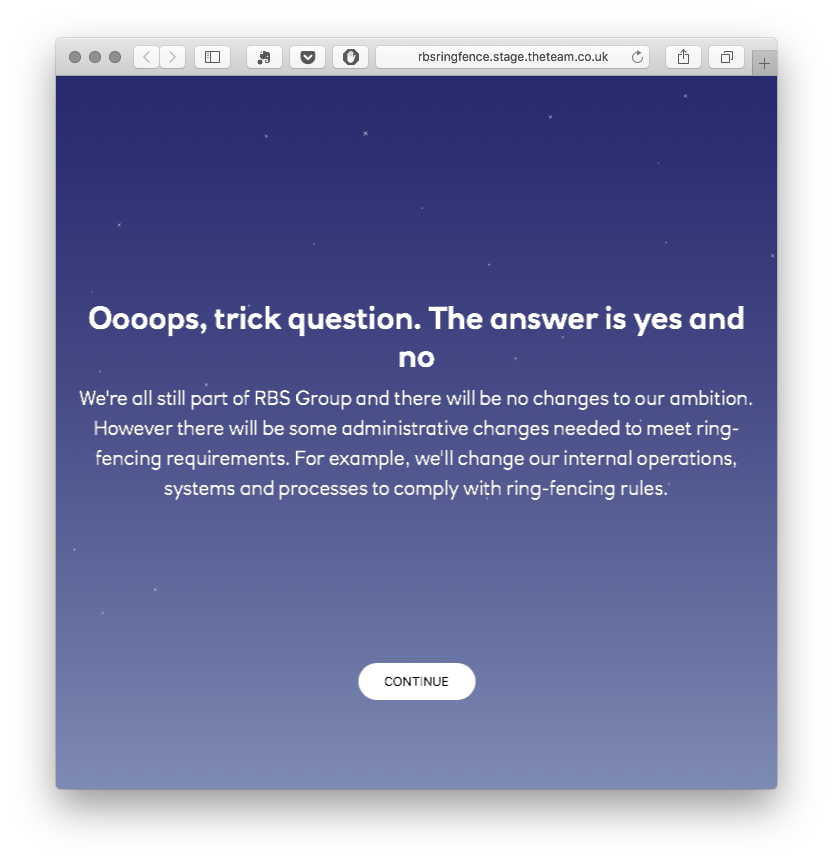 rbsringfence.stage.theteam.co.uk
Oooops, trick question. The answer is yes and
no
We're all still part of RBS Group and there will be no changes to our ambition.
However there will be some administrative changes needed to meet ring-
fencing requirements. For example, we'll change our internal operations,
systems and processes to comply with ring-fencing rules.
CONTINUE